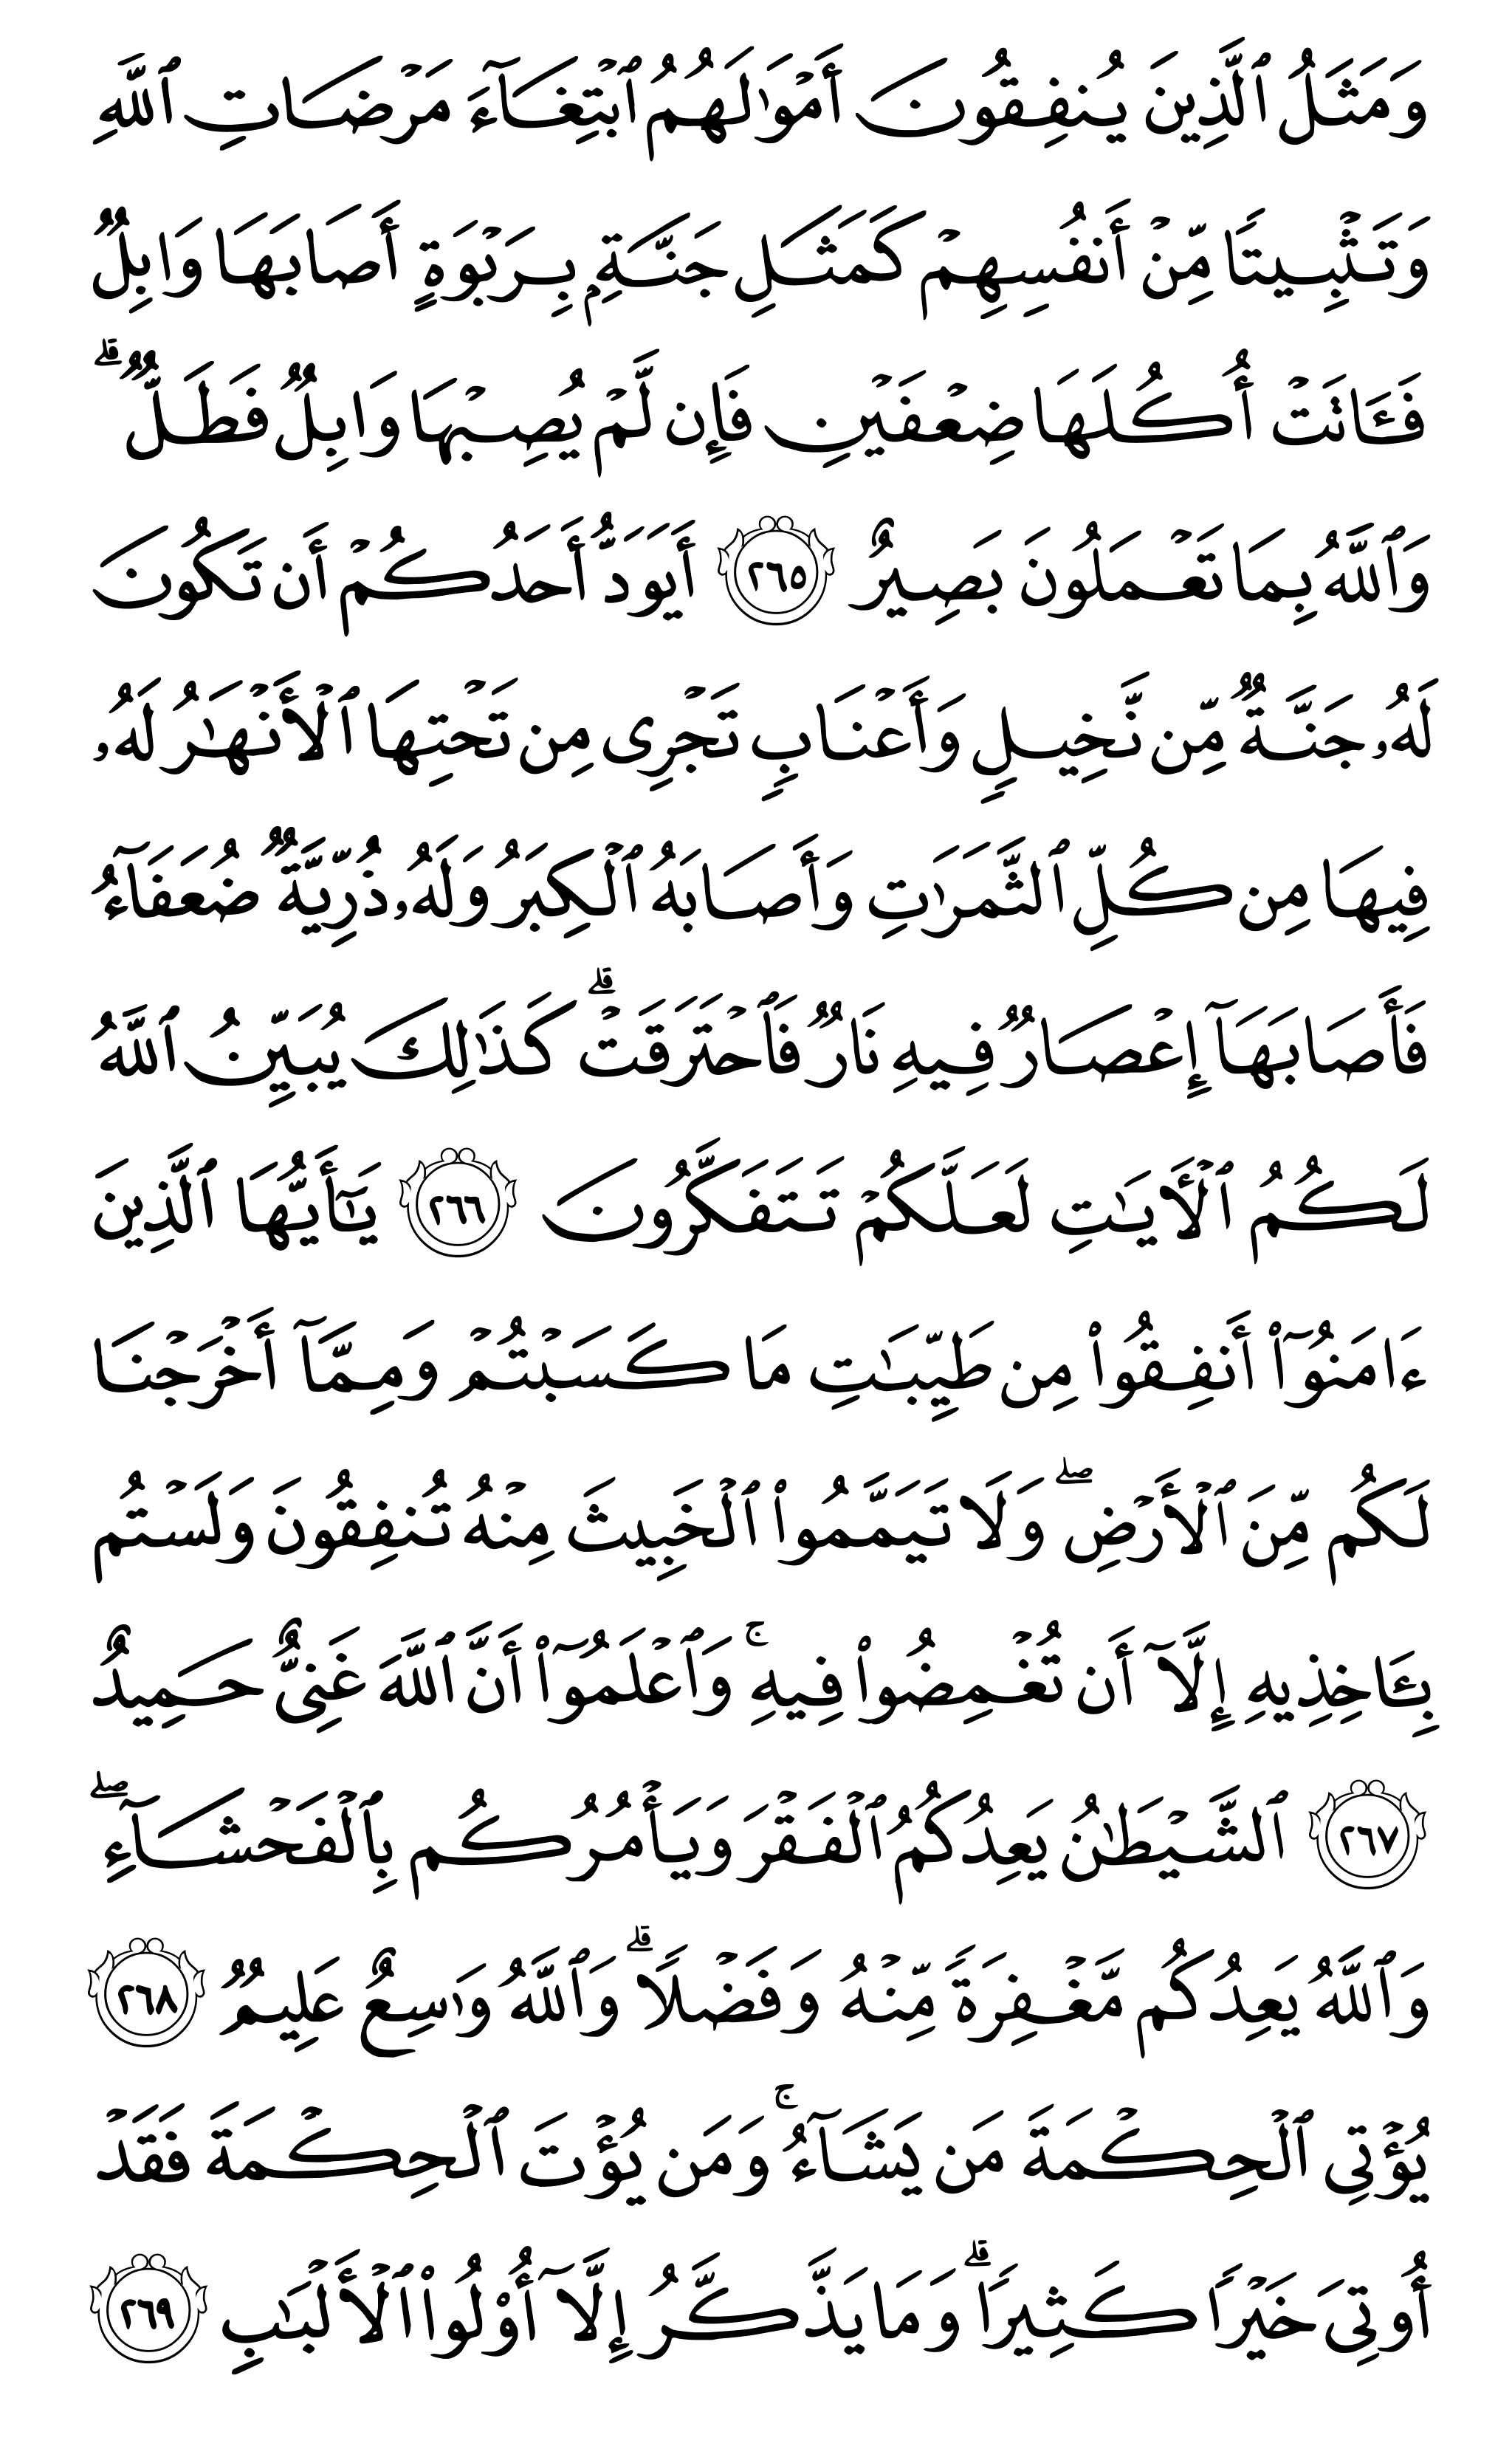 وَمَثَلُ ٱلَّذِينَ يُنفِقُونَ أَمْوَٰلَهُمُ ٱبْتِغَآءَ مَرْضَاتِ ٱللَّهِ
وَتَثْبِيتًا مِّنْ أَنفُسِهِمْ كَمَثَلِ جَنَّةٍۭ بِرَبْوَةٍ أَصَابَهَا وَابِلٌ
فَـَٔاتَتْ أُكُلَهَا ضِعْفَيْنِ فَإِن لَّمْ يُصِبْهَا وَابِلٌ فَطَلٌّ ۗ
وَٱللَّهُ بِمَا تَعْمَلُونَ بَصِيرٌ ٢٦٥ أَيَوَدُّ أَحَدُكُمْ أَن تَكُونَ
لَهُۥ جَنَّةٌ مِّن نَّخِيلٍ وَأَعْنَابٍ تَجْرِى مِن تَحْتِهَا ٱلْأَنْهَٰرُ لَهُۥ
فِيهَا مِن كُلِّ ٱلثَّمَرَٰتِ وَأَصَابَهُ ٱلْكِبَرُ وَلَهُۥ ذُرِّيَّةٌ ضُعَفَآءُ
فَأَصَابَهَآ إِعْصَارٌ فِيهِ نَارٌ فَٱحْتَرَقَتْ ۗ كَذَٰلِكَ يُبَيِّنُ ٱللَّهُ
لَكُمُ ٱلْأَيَٰتِ لَعَلَّكُمْ تَتَفَكَّرُونَ ٢٦٦ يَٰٓأَيُّهَا ٱلَّذِينَ
ءَامَنُوٓا۟ أَنفِقُوا۟ مِن طَيِّبَٰتِ مَا كَسَبْتُمْ وَمِمَّآ أَخْرَجْنَا
لَكُم مِّنَ ٱلْأَرْضِ ۖ وَلَا تَيَمَّمُوا۟ ٱلْخَبِيثَ مِنْهُ تُنفِقُونَ وَلَسْتُم
بِـَٔاخِذِيهِ إِلَّآ أَن تُغْمِضُوا۟ فِيهِ ۚ وَٱعْلَمُوٓا۟ أَنَّ ٱللَّهَ غَنِىٌّ حَمِيدٌ
٢٦٧ ٱلشَّيْطَٰنُ يَعِدُكُمُ ٱلْفَقْرَ وَيَأْمُرُكُم بِٱلْفَحْشَآءِ ۖ
وَٱللَّهُ يَعِدُكُم مَّغْفِرَةً مِّنْهُ وَفَضْلًا ۗ وَٱللَّهُ وَٰسِعٌ عَلِيمٌ ٢٦٨
يُؤْتِي ٱلْحِكْمَةَ مَن يَشَآءُ ۚ وَمَن يُؤْتَ ٱلْحِكْمَةَ فَقَدْ
أُوتِىَ خَيْرًا كَثِيرًا ۗ وَمَا يَذَّكَّرُ إِلَّآ أُو۟لُوا۟ ٱلْأَلْبَٰبِ ٢٦٩